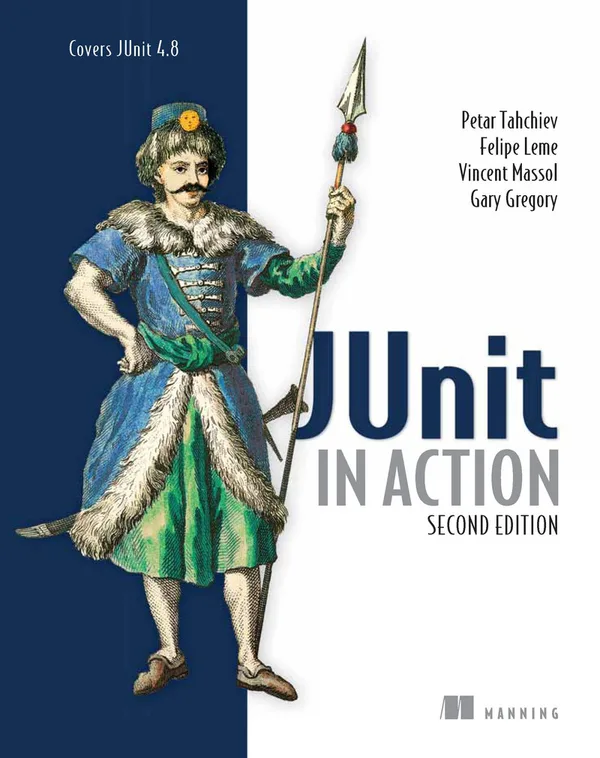 Covers JUnit 4.8
Petar Tahchiev
Felipe Leme
Vincent Massol
Gary Gregory
JUnit
IN ACTION
SECOND EDITION
MANNING